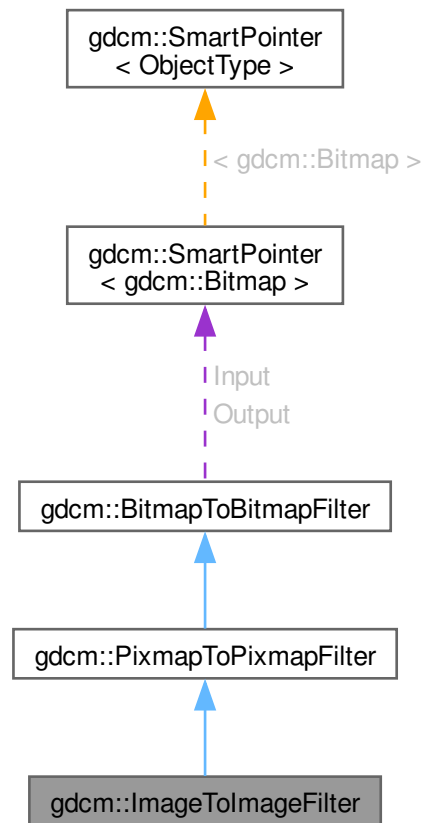 gdcm::SmartPointer
< ObjectType >
< gdcm::Bitmap >
gdcm::SmartPointer
< gdcm::Bitmap >
Input
Output
gdcm::BitmapToBitmapFilter
gdcm::PixmapToPixmapFilter
gdcm::ImageToImageFilter